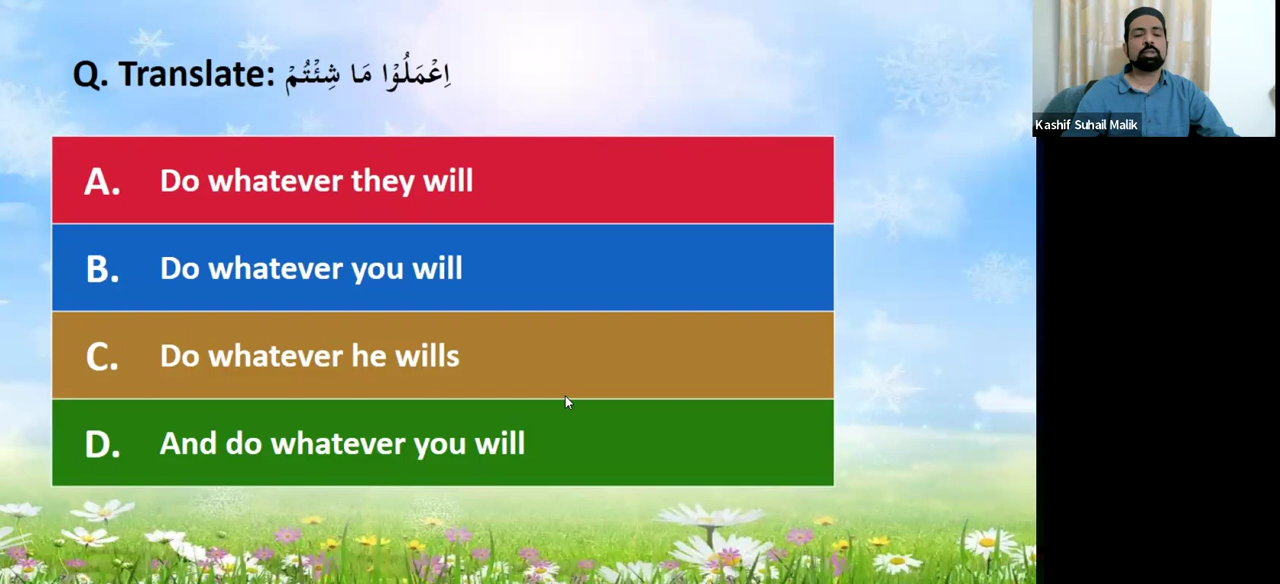 Q. Translate: اِعْمَلُوْا مَا شِئْتُمْ
A. Do whatever they will
B. Do whatever you will
C. Do whatever he wills
D. And do whatever you will
Kashif Suhail Malik